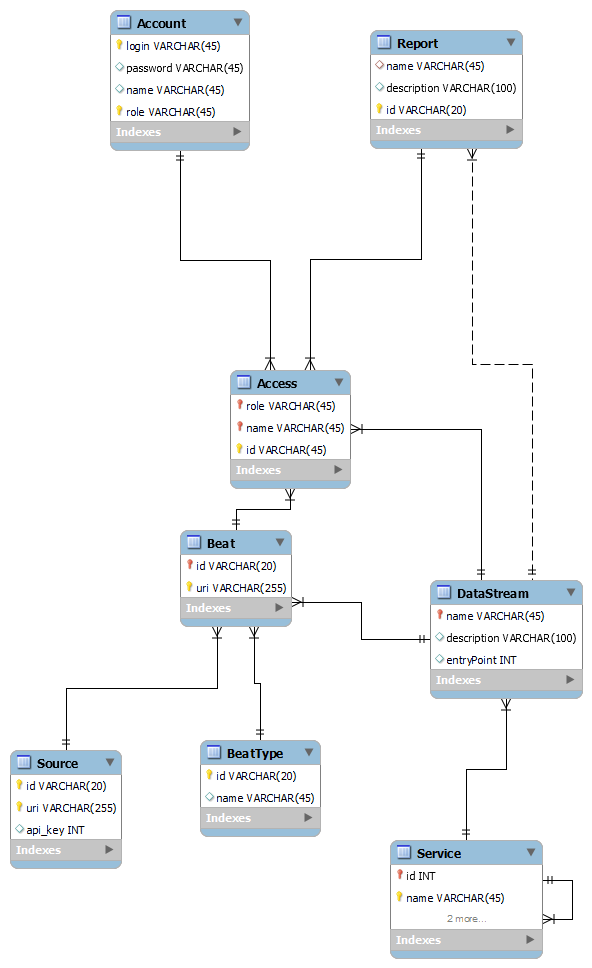 Account
login VARCHAR(45)
password VARCHAR(45)
name VARCHAR(45)
role VARCHAR(45)
Indexes
Report
name VARCHAR(45)
description VARCHAR(100)
id VARCHAR(20)
Indexes
Access
role VARCHAR(45)
name VARCHAR(45)
id VARCHAR(45)
Indexes
Beat
id VARCHAR(20)
uri VARCHAR(255)
Indexes
DataStream
name VARCHAR(45)
description VARCHAR(100)
entryPoint INT
Indexes
Source
id VARCHAR(20)
uri VARCHAR(255)
api_key INT
Indexes
BeatType
id VARCHAR(20)
name VARCHAR(45)
Indexes
Service
id INT
name VARCHAR(45)
2 more...
Indexes